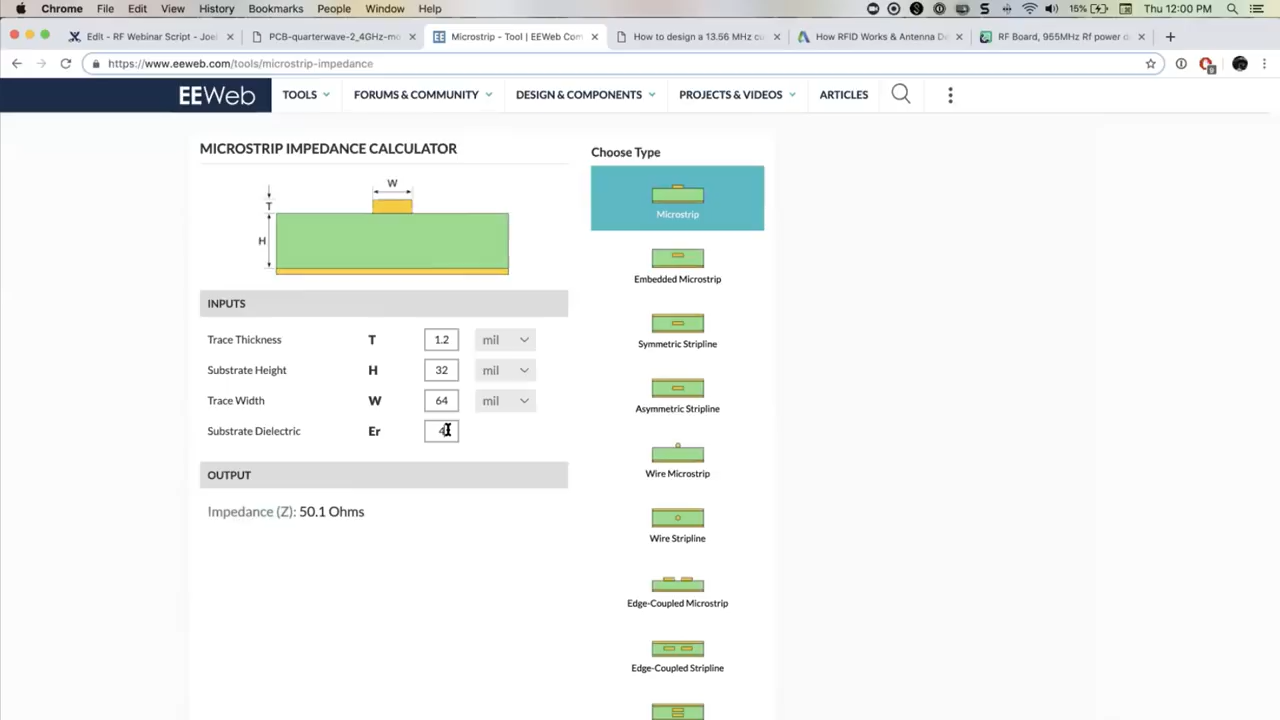 Chrome File Edit View History Bookmarks People Window Help 15% Thu 12:00 PM
Edit - RF Webinar Script - Joel
PCB-quarterwave-2_4GHz-mo
Microstrip - Tool | EEWeb Com
How to design a 13.56 MHz cu
How RFID Works & Antenna De
RF Board, 955MHz Rf power d
https://www.eeweb.com/tools/microstrip-impedance
EEWeb
TOOLS
FORUMS & COMMUNITY
DESIGN & COMPONENTS
PROJECTS & VIDEOS
ARTICLES
MICROSTRIP IMPEDANCE CALCULATOR
W
T
H
INPUTS
Trace Thickness T 1.2 mil
Substrate Height H 32 mil
Trace Width W 64 mil
Substrate Dielectric Er 4
OUTPUT
Impedance (Z): 50.1 Ohms
Choose Type
Microstrip
Embedded Microstrip
Symmetric Stripline
Asymmetric Stripline
Wire Microstrip
Wire Stripline
Edge-Coupled Microstrip
Edge-Coupled Stripline